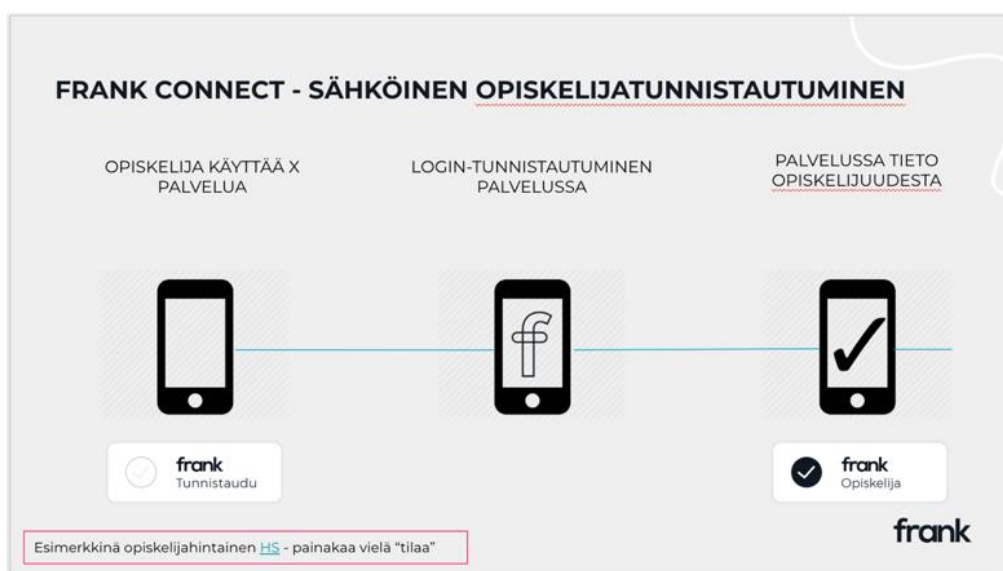 FRANK CONNECT - SÄHKÖINEN OPISKELIJATUNNISTAUTUMINEN
OPISKELIJA KÄYTTÄÄ X
PALVELUA
LOGIN-TUNNISTAUTUMINEN
PALVELUSSA
PALVELUSSA TIETO
OPISKELIJUUDESTA
f
frank
Tunnistaudu
frank
Opiskelija
frank
Esimerkkinä opiskelijahintainen HS - painakaa vielä “tilaa”